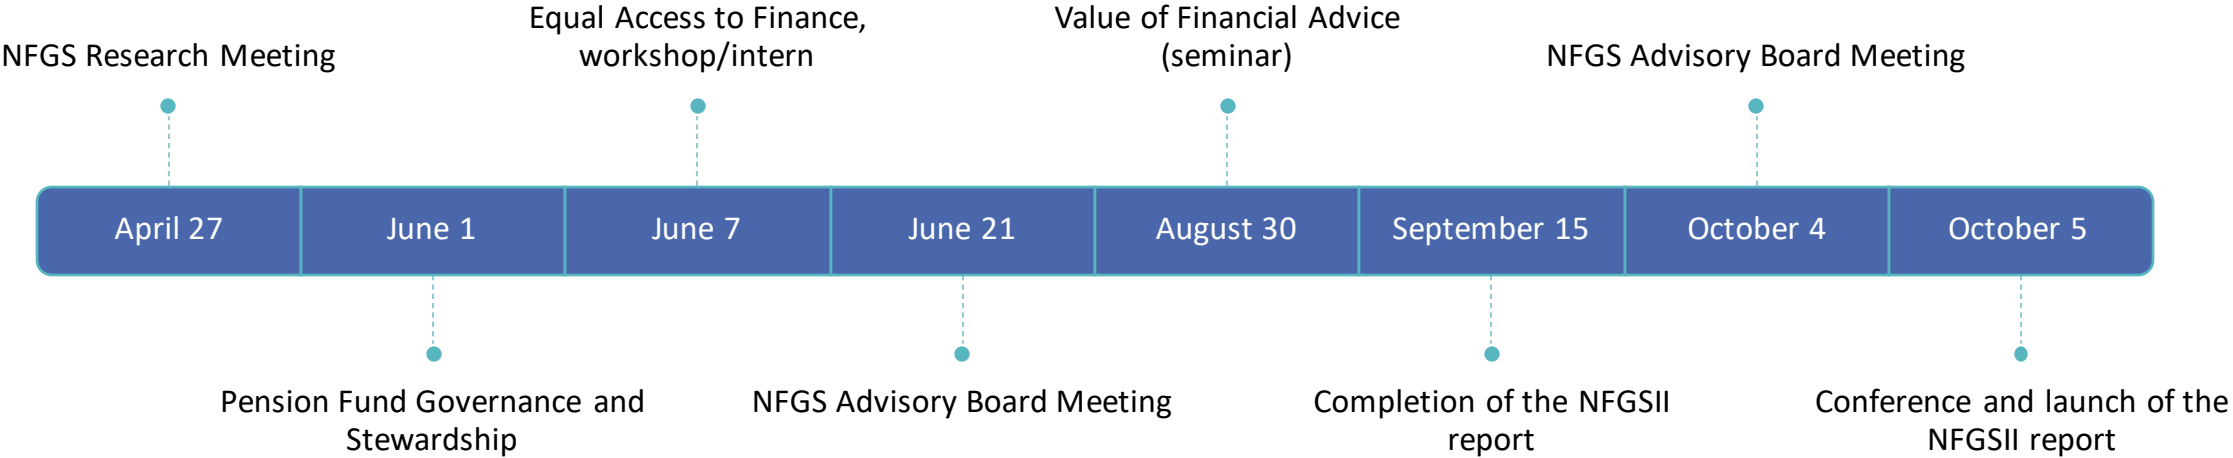 Equal Access to Finance,
workshop/intern
Value of Financial Advice
(seminar)
NFGS Research Meeting
NFGS Advisory Board Meeting
April 27
June 1
June 7
June 21
August 30
September 15
October 4
October 5
Pension Fund Governance and
Stewardship
NFGS Advisory Board Meeting
Completion of the NFGSII
report
Conference and launch of the
NFGSII report